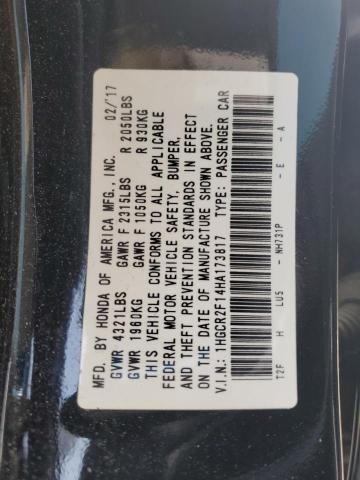 MFD. BY HONDA OF AMERICA MFG., INC. 02/'17
GVWR 4321LBS GAWR F 2315LBS R 2050LBS
GVWR 1960KG GAWR F 1050KG R 930KG
THIS VEHICLE CONFORMS TO ALL APPLICABLE
FEDERAL MOTOR VEHICLE SAFETY, BUMPER,
AND THEFT PREVENTION STANDARDS IN EFFECT
ON THE DATE OF MANUFACTURE SHOWN ABOVE.
V.I.N.: 1HGCR2F14HA173817 TYPE: PASSENGER CAR
T2F H LU5 - NH731P - E - A